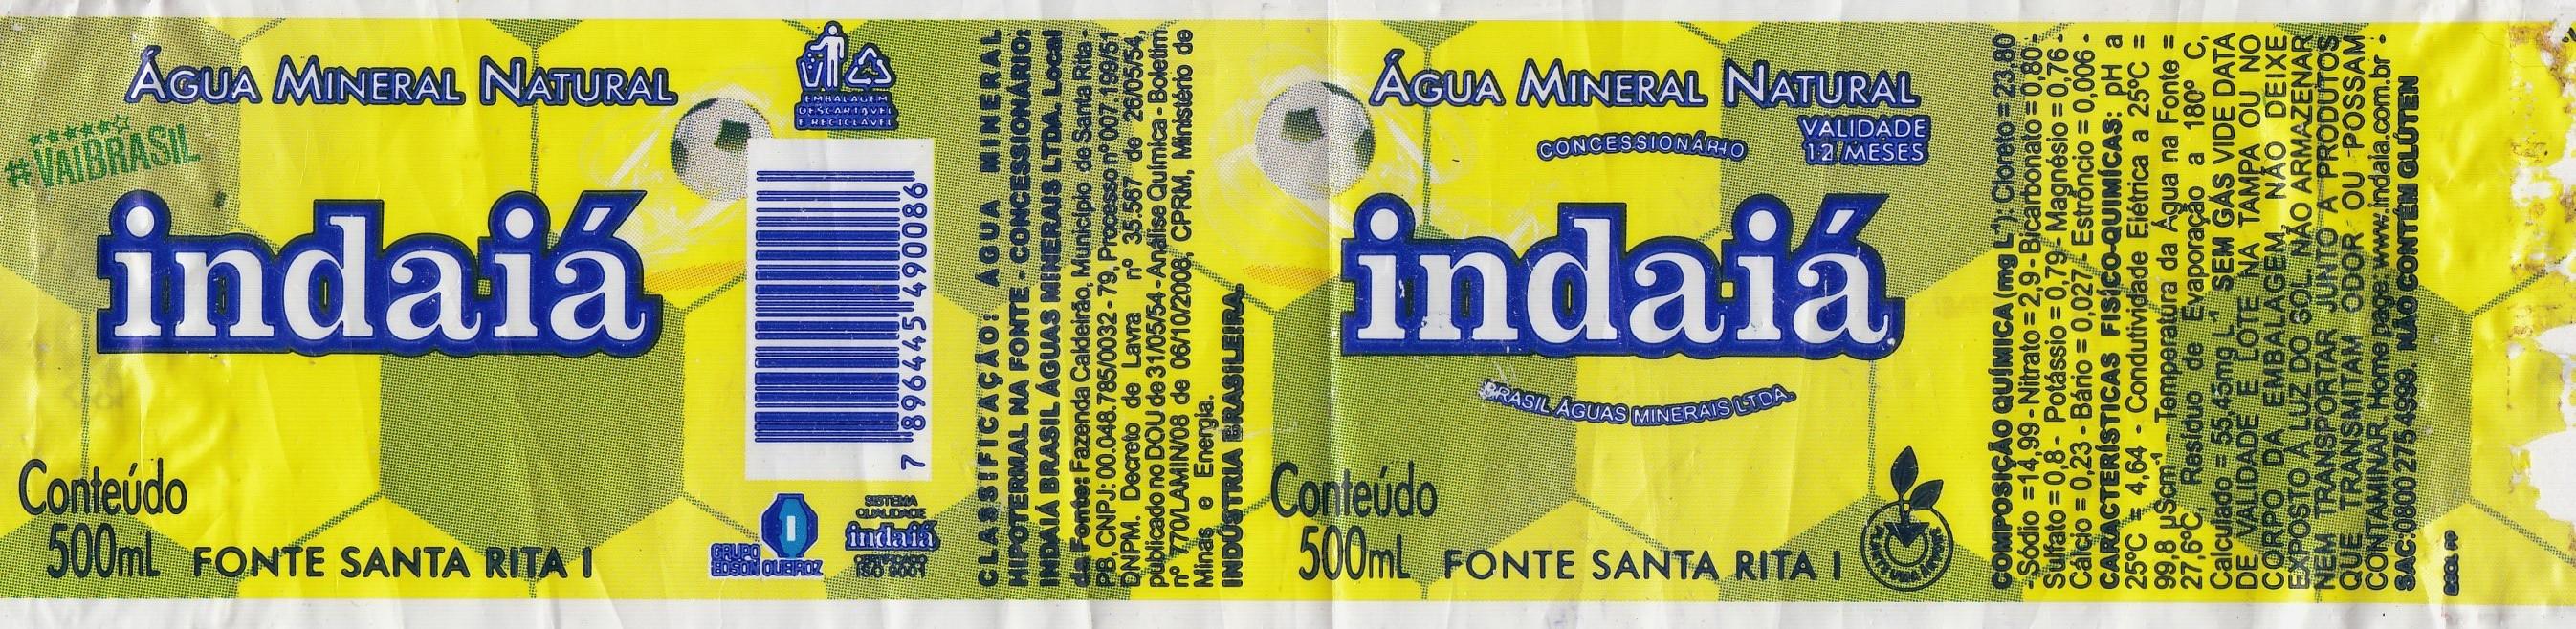 ÁGUA MINERAL NATURAL
#VAIBRASIL
indaiá
Conteúdo
500mL
FONTE SANTA RITA I
EMBALAGEM
DESCARTÁVEL
E RECICLÁVEL
7 896445 490086
GRUPO
EDSON QUEIROZ
SISTEMA
QUALIDADE
indaiá
ISO 9001
CLASSIFICAÇÃO: ÁGUA MINERAL
HIPOTERMAL NA FONTE - CONCESSIONÁRIO:
INDAIÁ BRASIL ÁGUAS MINERAIS LTDA. Local
da Fonte: Fazenda Caldeirão, Município de Santa Rita -
PB, CNPJ: 00.048.785/0032 - 79, Processo nº 007.199/51
DNPM. Decreto de Lavra nº 35.567 de 26/05/54,
publicado no DOU de 31/05/54 - Análise Química - Boletim
nº 770/LAMIN/08 de 06/10/2008, CPRM, Ministério de
Minas e Energia.
INDÚSTRIA BRASILEIRA.
ÁGUA MINERAL NATURAL
CONCESSIONÁRIO
VALIDADE
12 MESES
indaiá
BRASIL ÁGUAS MINERAIS LTDA.
Conteúdo
500mL
FONTE SANTA RITA I
PLANTE UMA ÁRVORE
COMPOSIÇÃO QUÍMICA (mg L⁻¹): Cloreto = 23,80
- Sódio =14,99 - Nitrato = 2,9 - Bicarbonato = 0,80 -
Sulfato = 0,8 - Potássio = 0,79 - Magnésio = 0,76 -
Cálcio = 0,23 - Bário = 0,027 - Estrôncio = 0,006 -
CARACTERÍSTICAS FISICO-QUIMÍCAS: pH a
25ºC = 4,64 - Condutividade Elétrica a 25ºC =
99,8 µScm⁻¹ - Temperatura da Água na Fonte =
27,6ºC, Resíduo de Evaporação a 180º C,
Calculado = 55,45mg L⁻¹ SEM GÁS VIDE DATA
DE VALIDADE E LOTE NA TAMPA OU NO
CORPO DA EMBALAGEM, NÃO DEIXE
EXPOSTO À LUZ DO SOL. NÃO ARMAZENAR
NEM TRANSPORTAR JUNTO A PRODUTOS
QUE TRANSMITAM ODOR OU POSSAM
CONTAMINAR. Home page: www.indaia.com.br -
SAC:0800 275 4999. NÃO CONTÉM GLÚTEN